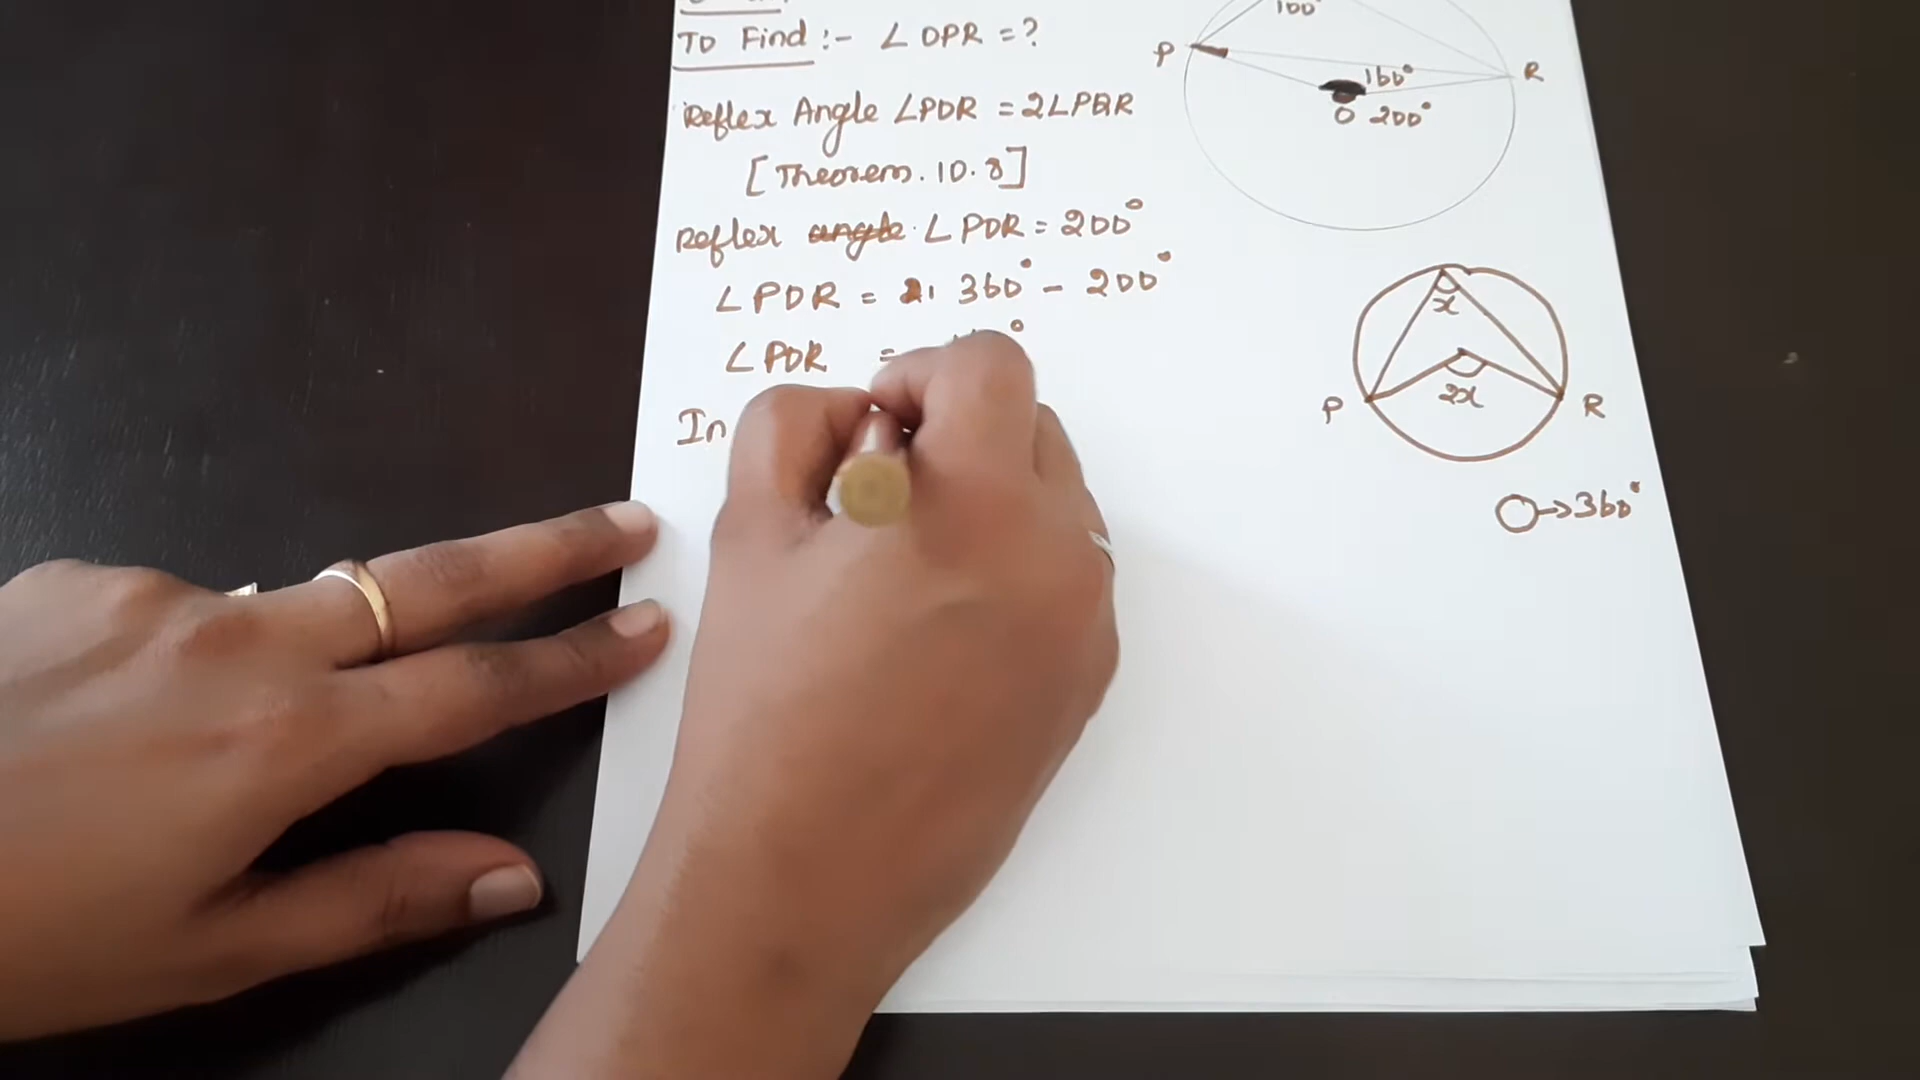 To Find :- ∠OPR = ?
Reflex Angle ∠POR = 2∠PQR
[Theorem. 10.8]
Reflex angle ∠POR = 200°
∠POR = 360° - 200°
∠POR =
In
100°
P
R
160°
O 200°
x
2x
P
R
O→360°